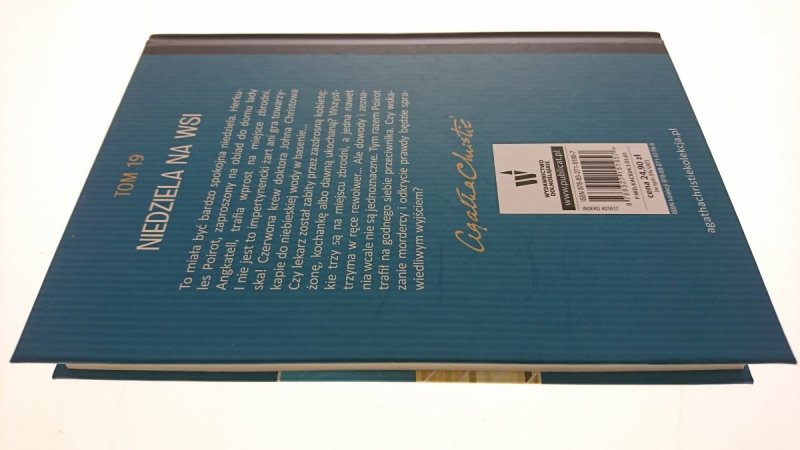 TOM 19
NIEDZIELA NA WSI
To miała być bardzo spokojna niedziela. Herku-
les Poirot, zaproszony na obiad do domu lady
Angkatell, trafia wprost na miejsce zbrodni.
I nie jest to impertynencki żart ani gra towarzy-
ska! Czerwona krew doktora Johna Christowa
kapie do niebieskiej wody w basenie...
Czy lekarz został zabity przez zazdrosną kobietę:
żonę, kochankę albo dawną ukochaną? Wszyst-
kie trzy są na miejscu zbrodni, a jedna nawet
trzyma w ręce rewolwer... Ale dowody i zezna-
nia wcale nie są jednoznaczne. Tym razem Poirot
trafił na godnego siebie przeciwnika. Czy wska-
zanie mordercy i odkrycie prawdy będzie spra-
wiedliwym wyjściem?
Agatha Christie
W
WYDAWNICTWO
DOLNOŚLĄSKIE
www.publicat.pl
INDEKS 401617
cena 24,90 zł
agathachristiekolekcja.pl